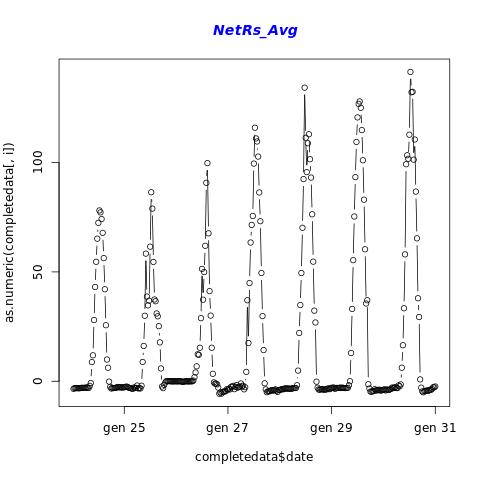 NetRs_Avg
as.numeric(completedata[, i])
100
50
0
gen 25
gen 27
gen 29
gen 31
completedata$date